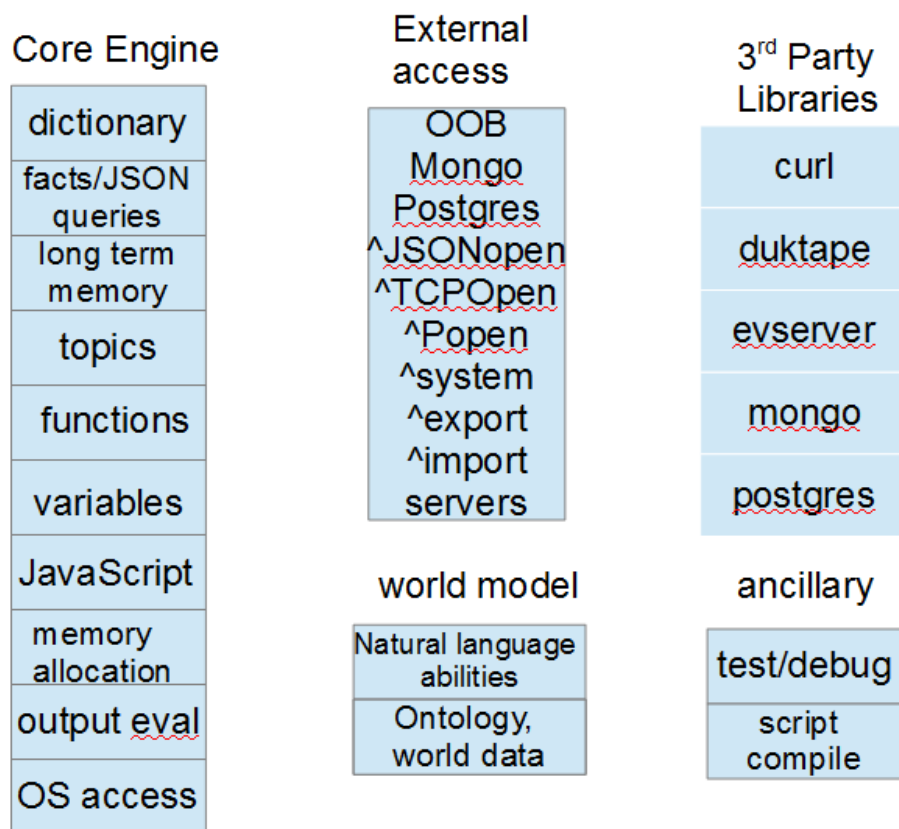 Core Engine
dictionary
facts/JSON
queries
long term
memory
topics
functions
variables
JavaScript
memory
allocation
output eval
OS access
External
access
OOB
Mongo
Postgres
^JSONopen
^TCPOpen
^Popen
^system
^export
^import
servers
world model
Natural language
abilities
Ontology,
world data
3rd Party
Libraries
curl
duktape
evserver
mongo
postgres
ancillary
test/debug
script
compile